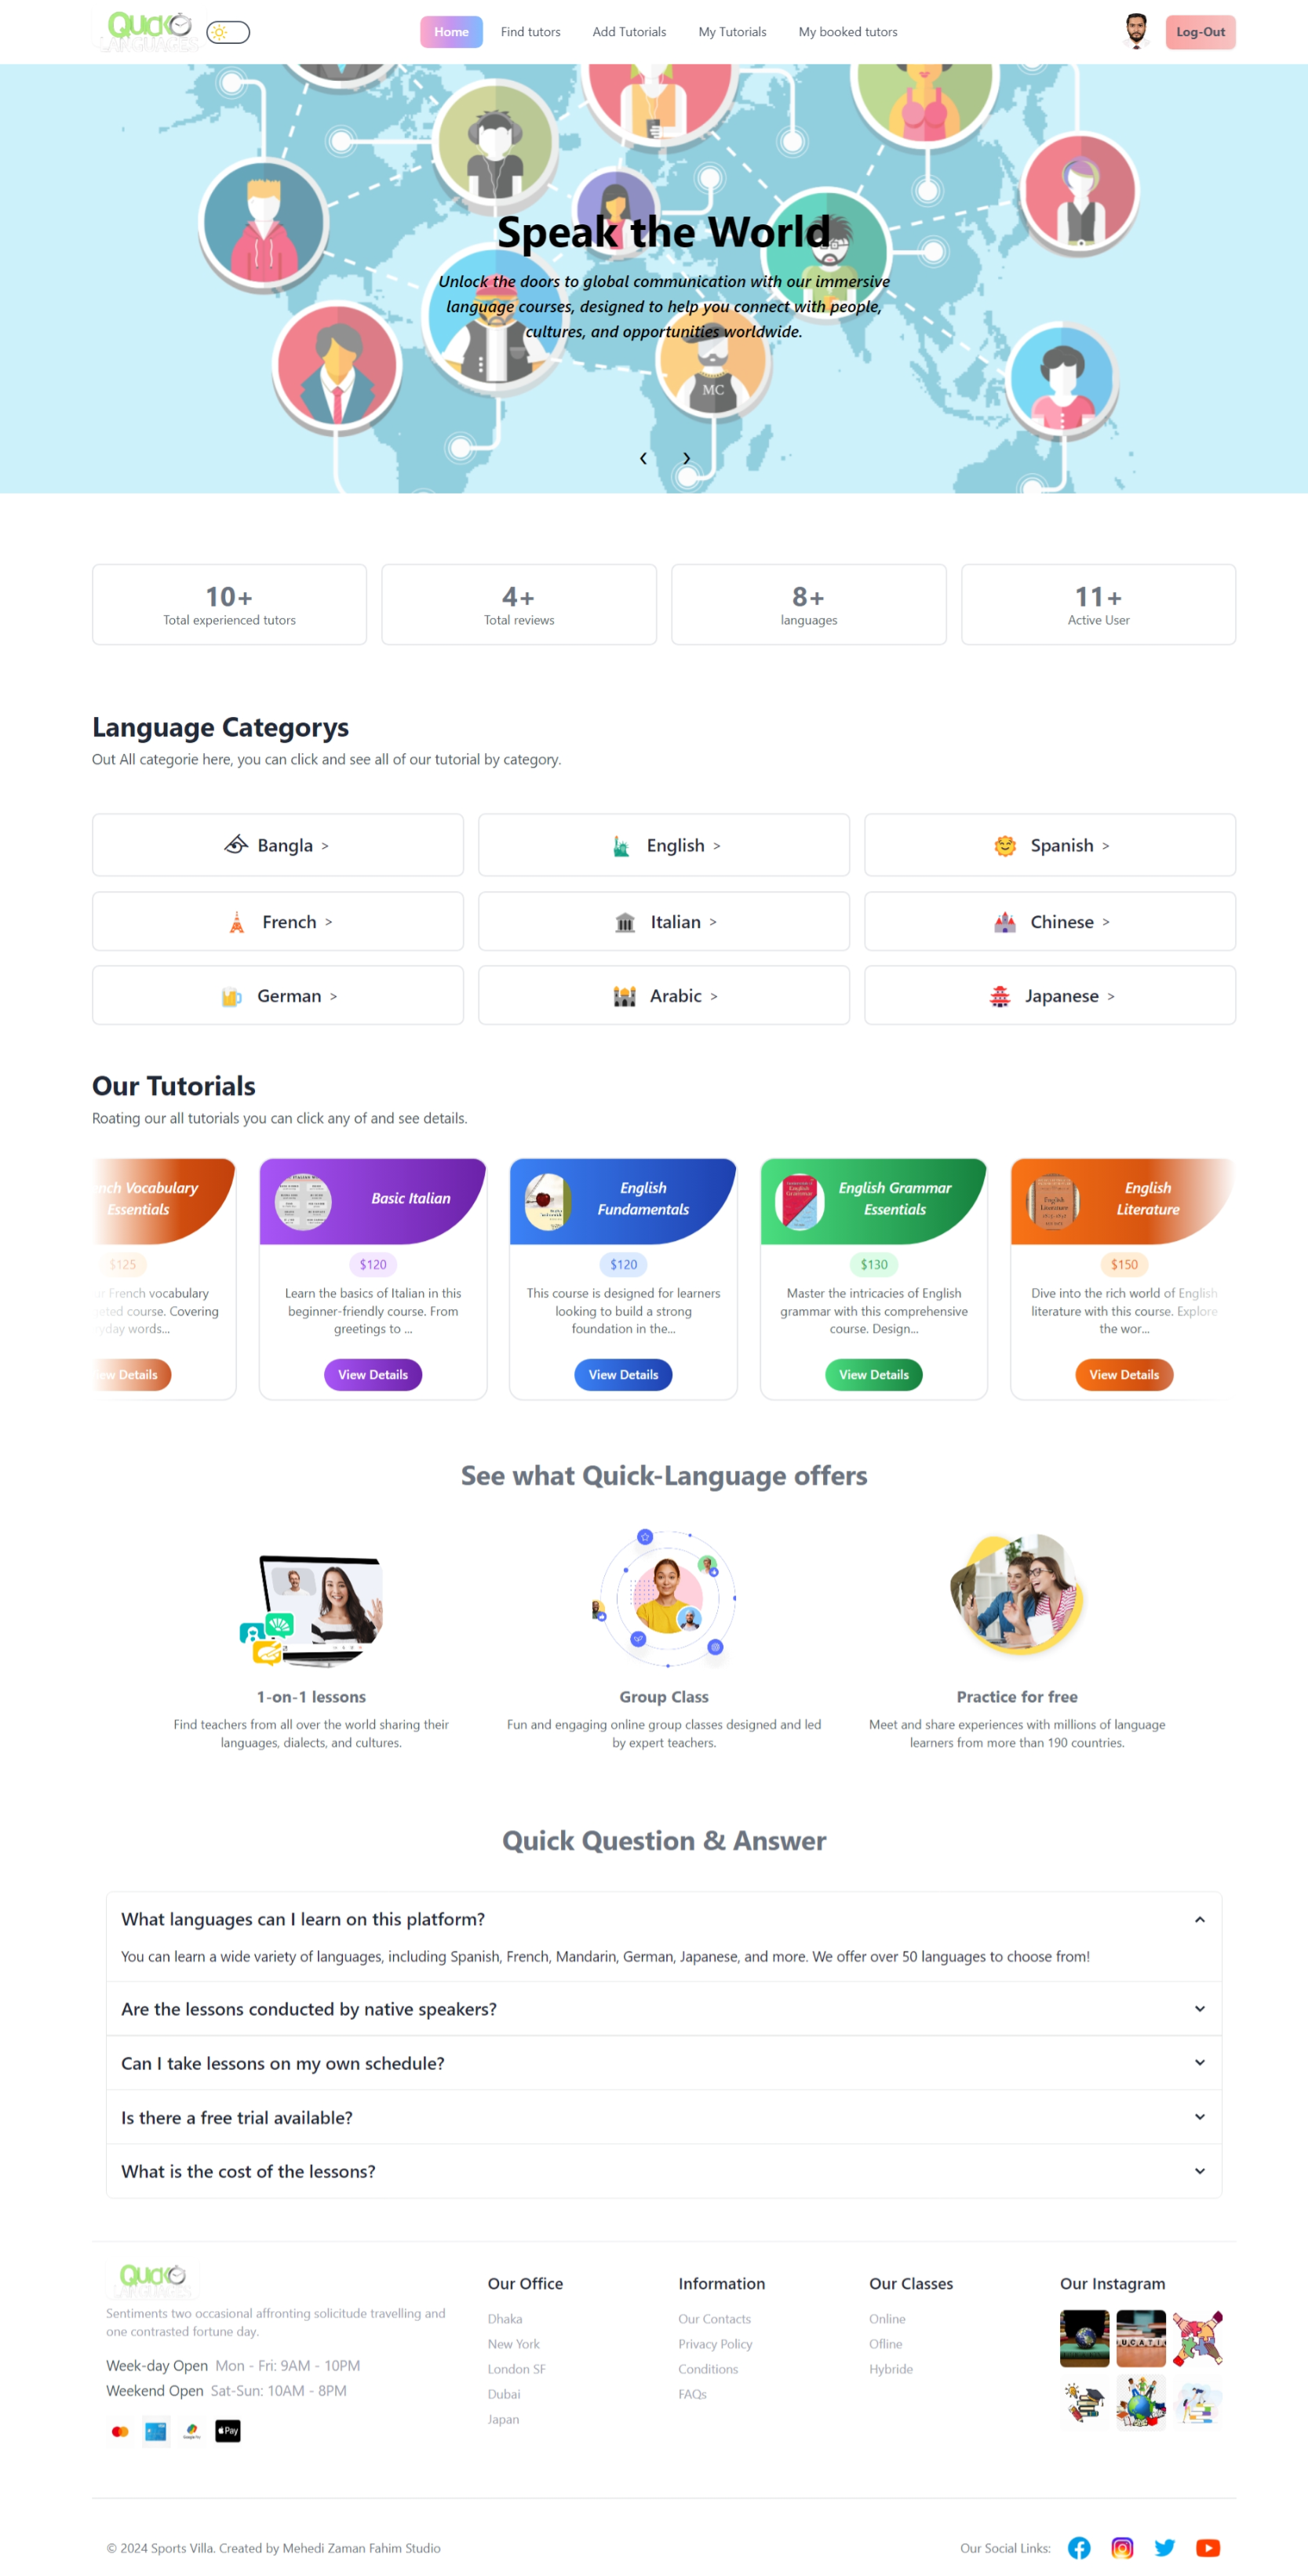 Quick
LANGUAGES
Home
Find tutors
Add Tutorials
My Tutorials
My booked tutors
Log-Out
Speak the World
Unlock the doors to global communication with our immersive
language courses, designed to help you connect with people,
cultures, and opportunities worldwide.
MC
10+
Total experienced tutors
4+
Total reviews
8+
languages
11+
Active User
Language Categorys
Out All categorie here, you can click and see all of our tutorial by category.
Bangla >
English >
Spanish >
French >
Italian >
Chinese >
German >
Arabic >
Japanese >
Our Tutorials
Roating our all tutorials you can click any of and see details.
Vocabulary
Essentials
$125
French vocabulary
course. Covering
words...
Details
Basic Italian
$120
Learn the basics of Italian in this
beginner-friendly course. From
greetings to ...
View Details
English
Fundamentals
$120
This course is designed for learners
looking to build a strong
foundation in the...
View Details
English Grammar
Essentials
$130
Master the intricacies of English
grammar with this comprehensive
course. Design...
View Details
English
Literature
$150
Dive into the rich world of English
literature with this course. Explore
the wor...
View Details
See what Quick-Language offers
1-on-1 lessons
Find teachers from all over the world sharing their
languages, dialects, and cultures.
Group Class
Fun and engaging online group classes designed and led
by expert teachers.
Practice for free
Meet and share experiences with millions of language
learners from more than 190 countries.
Quick Question & Answer
What languages can I learn on this platform?
You can learn a wide variety of languages, including Spanish, French, Mandarin, German, Japanese, and more. We offer over 50 languages to choose from!
Are the lessons conducted by native speakers?
Can I take lessons on my own schedule?
Is there a free trial available?
What is the cost of the lessons?
Quick
Sentiments two occasional affronting solicitude travelling and
one contrasted fortune day.
Week-day Open Mon - Fri: 9AM - 10PM
Weekend Open Sat-Sun: 10AM - 8PM
Pay
Our Office
Dhaka
New York
London SF
Dubai
Japan
Information
Our Contacts
Privacy Policy
Conditions
FAQs
Our Classes
Online
Ofline
Hybride
Our Instagram
UCATI
© 2024 Sports Villa. Created by Mehedi Zaman Fahim Studio
Our Social Links: